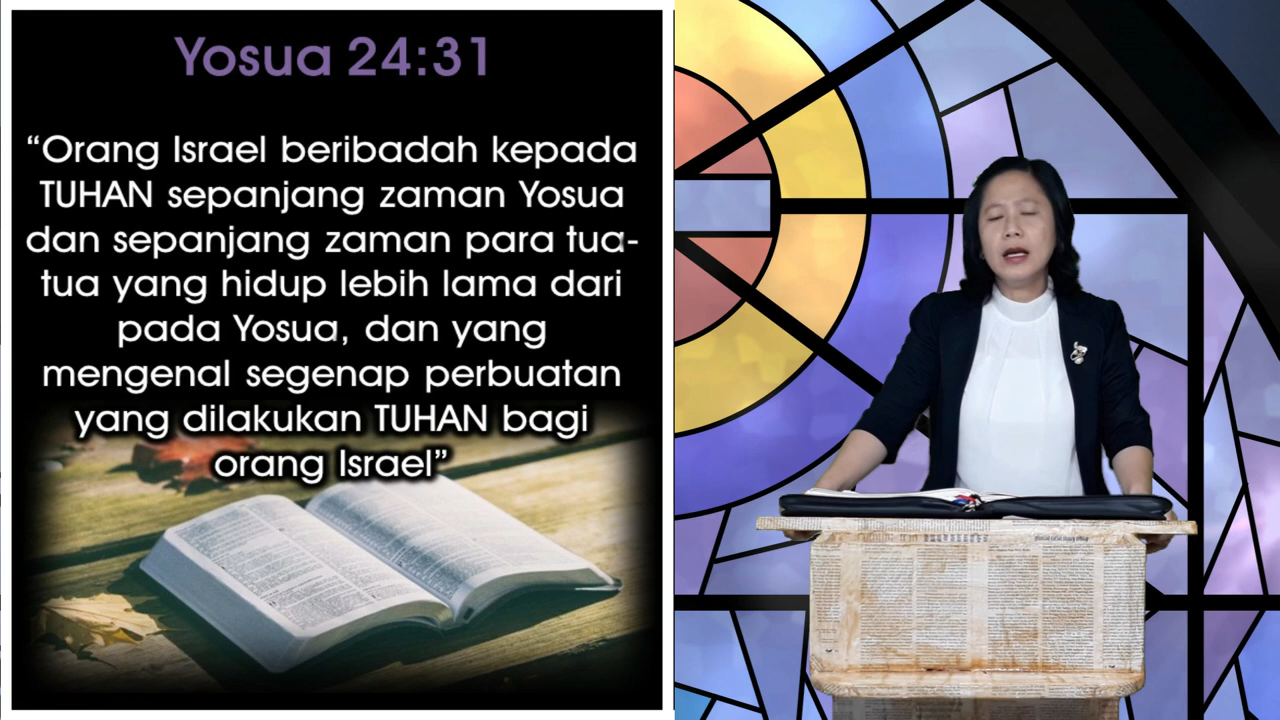 Yosua 24:31
“Orang Israel beribadah kepada
TUHAN sepanjang zaman Yosua
dan sepanjang zaman para tua-
tua yang hidup lebih lama dari
pada Yosua, dan yang
mengenal segenap perbuatan
yang dilakukan TUHAN bagi
orang Israel”